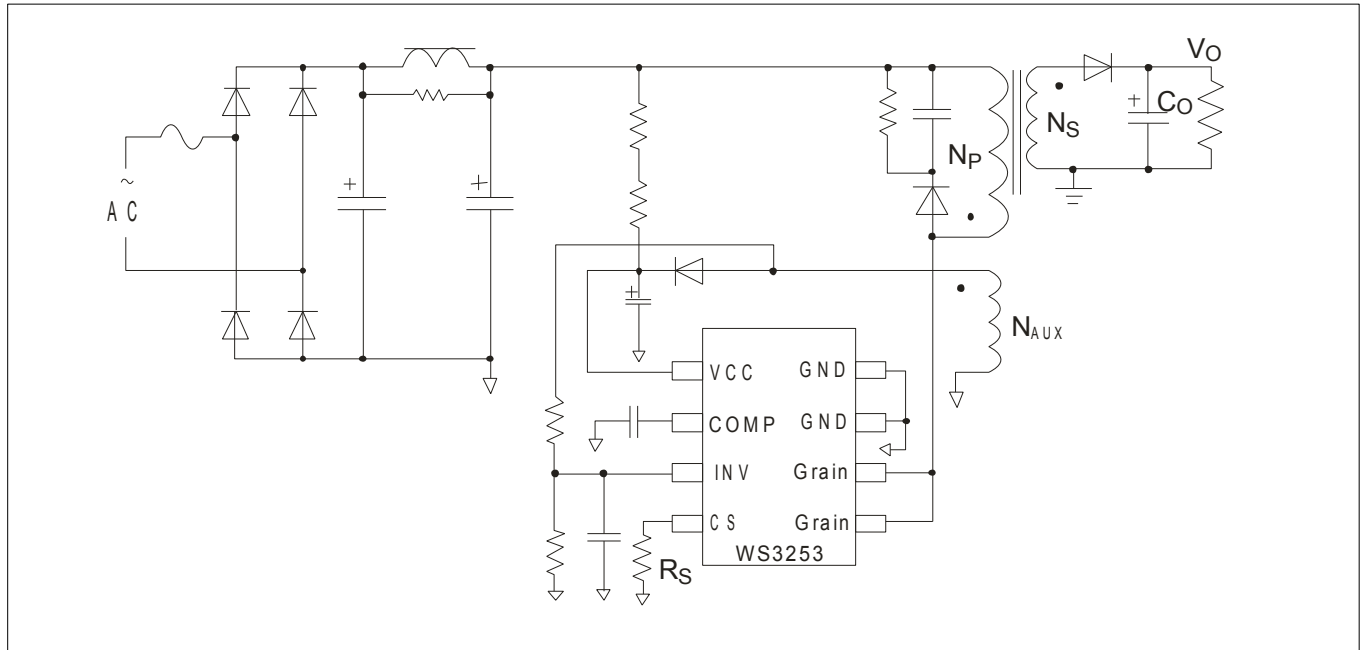 VO
CO
NS
NP
~
AC
NAUX
VCC
GND
COMP
GND
INV
Grain
CS
Grain
WS3253
RS
+
+
+
+